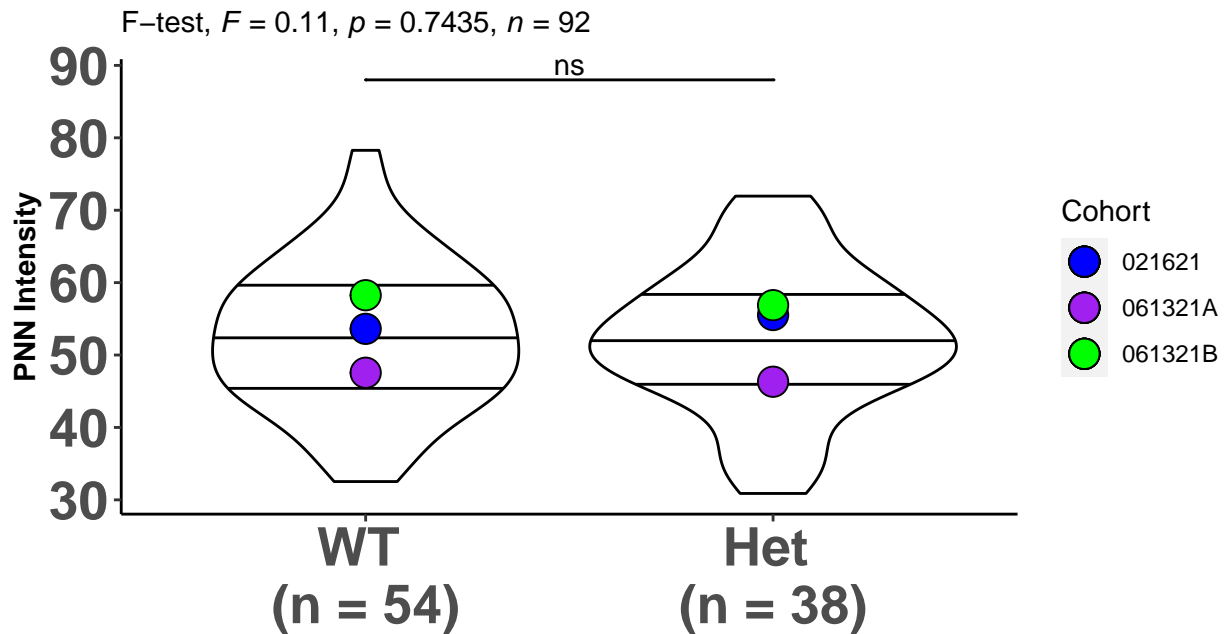 F−test, F = 0.11, p = 0.7435, n = 92
ns
90
80
70
60
50
40
30
PNN Intensity
WT
(n = 54)
Het
(n = 38)
Cohort
021621
061321A
061321B